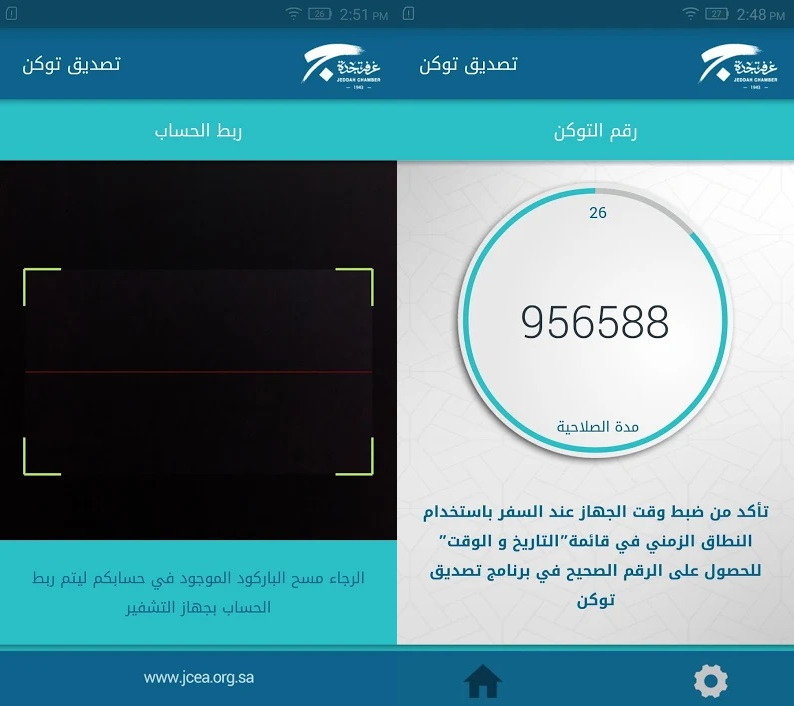 26
2:51 PM
تصديق توكن
غرفة جدة
JEDDAH CHAMBER
1943
ربط الحساب
الرجاء مسح الباركود الموجود في حسابكم ليتم ربط
الحساب بجهاز التشفير
www.jcea.org.sa
27
2:48 PM
تصديق توكن
غرفة جدة
JEDDAH CHAMBER
1943
رقم التوكن
26
956588
مدة الصلاحية
تأكد من ضبط وقت الجهاز عند السفر باستخدام
النطاق الزمني في قائمة"التاريخ و الوقت"
للحصول على الرقم الصحيح في برنامج تصديق
توكن